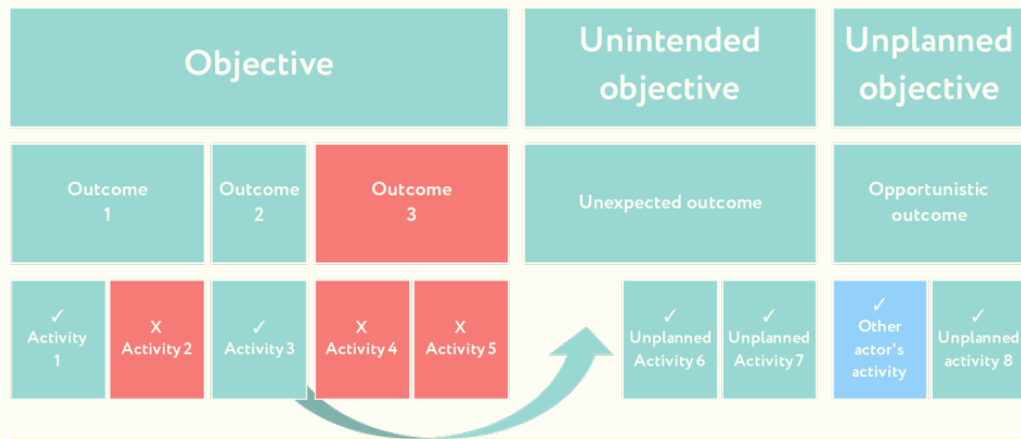 Objective
Unintended
objective
Unplanned
objective
Outcome
1
Outcome
2
Outcome
3
Unexpected outcome
Opportunistic
outcome
✓
Activity
1
X
Activity 2
✓
Activity 3
X
Activity 4
X
Activity 5
✓
Unplanned
Activity 6
✓
Unplanned
Activity 7
✓
Other
actor's
activity
✓
Unplanned
activity 8